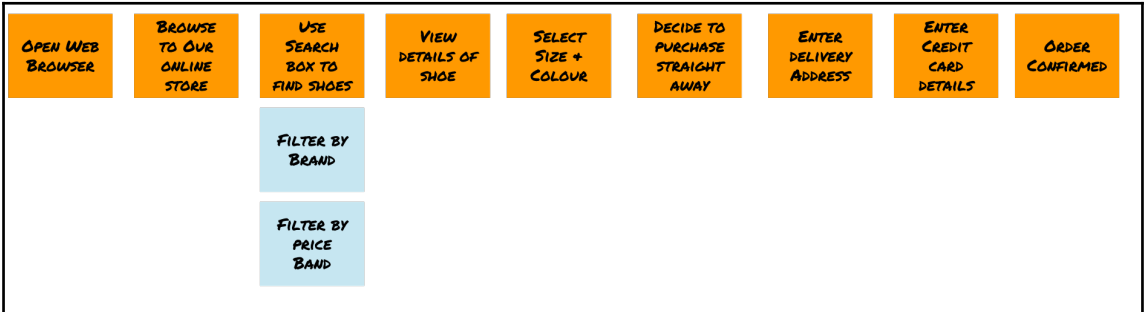 OPEN WEB
BROWSER
BROWSE
TO OUR
ONLINE
STORE
USE
SEARCH
BOX TO
FIND SHOES
VIEW
DETAILS OF
SHOE
SELECT
SIZE +
COLOUR
DECIDE TO
PURCHASE
STRAIGHT
AWAY
ENTER
DELIVERY
ADDRESS
ENTER
CREDIT
CARD
DETAILS
ORDER
CONFIRMED
FILTER BY
BRAND
FILTER BY
PRICE
BAND